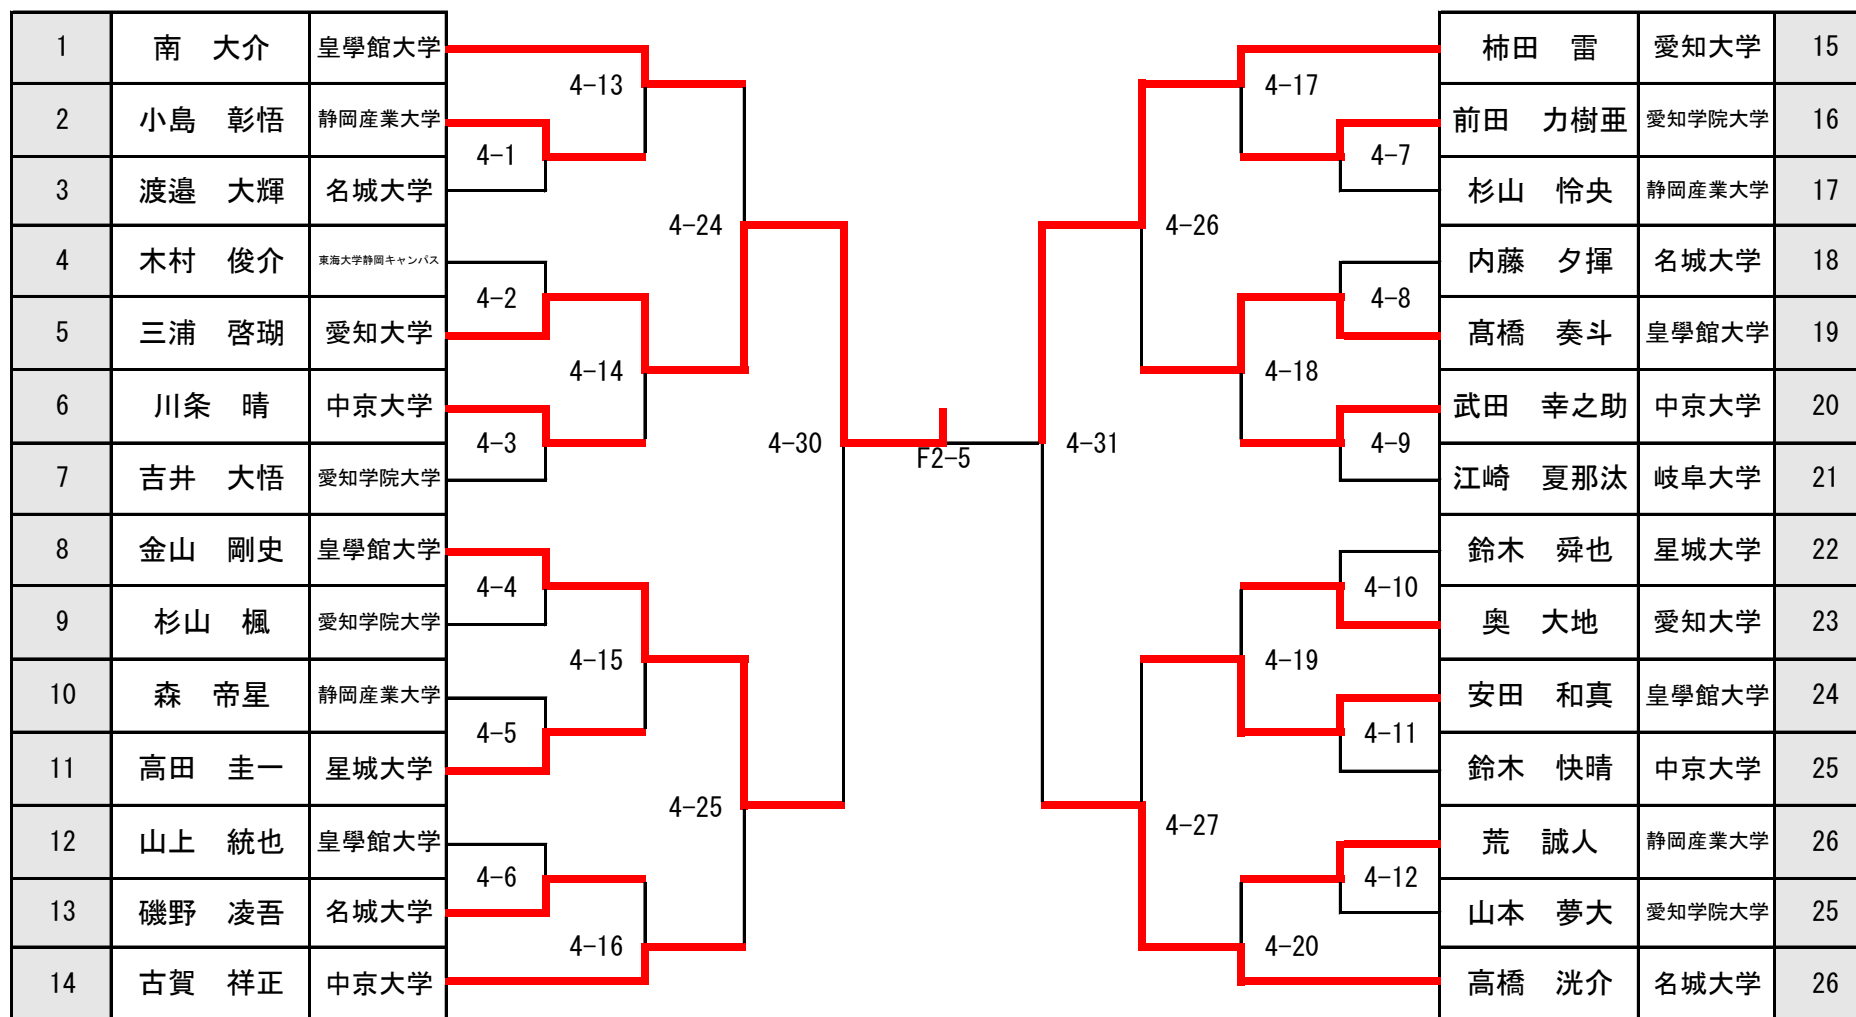 1 南　大介 皇學館大学
2 小島　彰悟 静岡産業大学
3 渡邉　大輝 名城大学
4 木村　俊介 東海大学静岡キャンパス
5 三浦　啓瑚 愛知大学
6 川条　晴 中京大学
7 吉井　大悟 愛知学院大学
8 金山　剛史 皇學館大学
9 杉山　楓 愛知学院大学
10 森　帝星 静岡産業大学
11 高田　圭一 星城大学
12 山上　統也 皇學館大学
13 磯野　凌吾 名城大学
14 古賀　祥正 中京大学
4-1
4-2
4-3
4-4
4-5
4-6
4-13
4-14
4-15
4-16
4-24
4-25
4-30
F2-5
4-31
4-26
4-27
4-17
4-18
4-19
4-20
4-7
4-8
4-9
4-10
4-11
4-12
柿田　雷 愛知大学 15
前田　力樹亜 愛知学院大学 16
杉山　怜央 静岡産業大学 17
内藤　夕揮 名城大学 18
髙橋　奏斗 皇學館大学 19
武田　幸之助 中京大学 20
江崎　夏那汰 岐阜大学 21
鈴木　舜也 星城大学 22
奥　大地 愛知大学 23
安田　和真 皇學館大学 24
鈴木　快晴 中京大学 25
荒　誠人 静岡産業大学 26
山本　夢大 愛知学院大学 25
高橋　洸介 名城大学 26